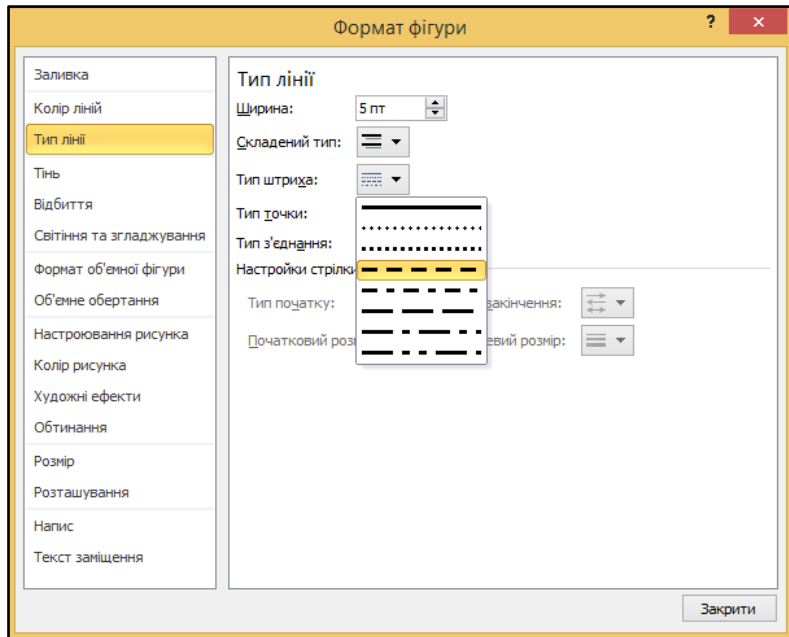 Формат фігури
?
×
Заливка
Колір ліній
Тип лінії
Тінь
Відбиття
Світіння та згладжування
Формат об'ємної фігури
Об'ємне обертання
Настроювання рисунка
Колір рисунка
Художні ефекти
Обтинання
Розмір
Розташування
Напис
Текст заміщення
Тип лінії
Ширина: 5 пт
Складений тип:
Тип штриха:
Тип точки:
Тип з'єднання:
Настройки стрілки
Тип початку: закінчення:
Початковий розмір:
Закрити